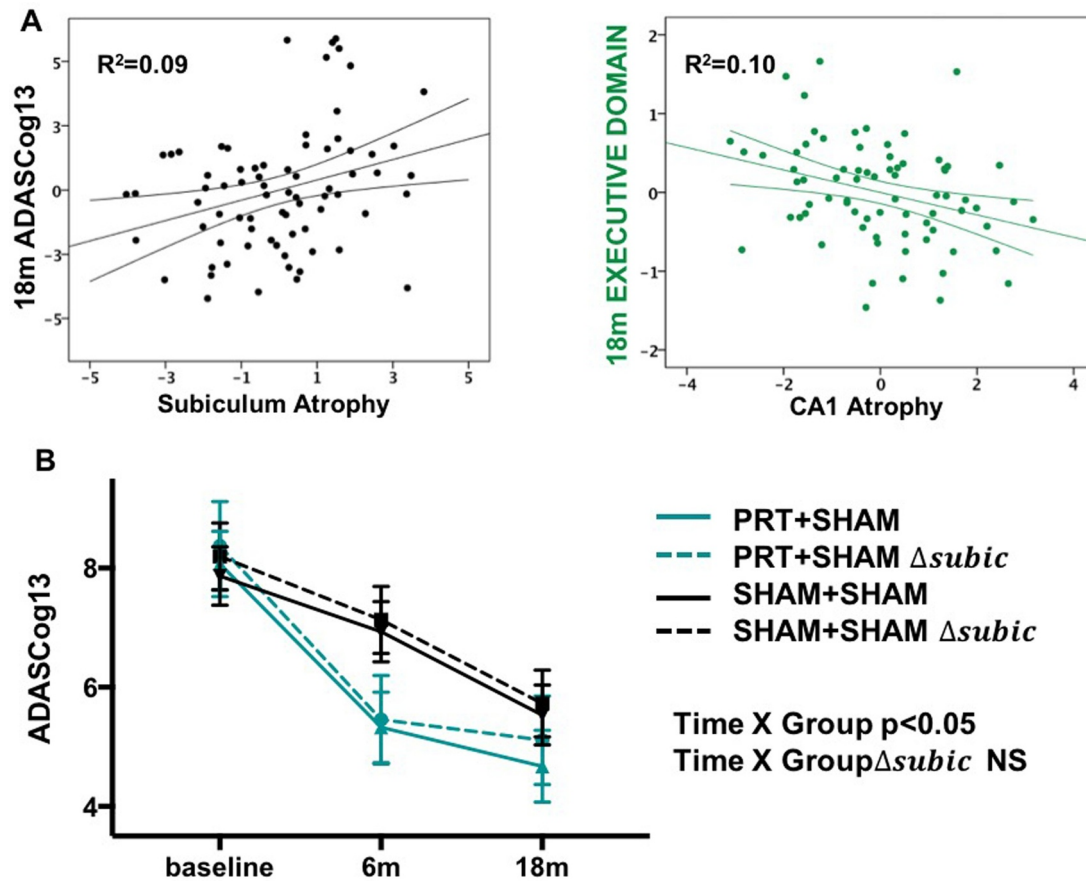 A
R²=0.09
18m ADASCog13
5
3
0
-3
-5
-5 -3 -1 1 3 5
Subiculum Atrophy
R²=0.10
18m EXECUTIVE DOMAIN
2
1
0
-1
-2
-4 -2 0 2 4
CA1 Atrophy
B
ADASCog13
8
6
4
baseline 6m 18m
PRT+SHAM
PRT+SHAM Δsubic
SHAM+SHAM
SHAM+SHAM Δsubic
Time X Group p<0.05
Time X GroupΔsubic NS